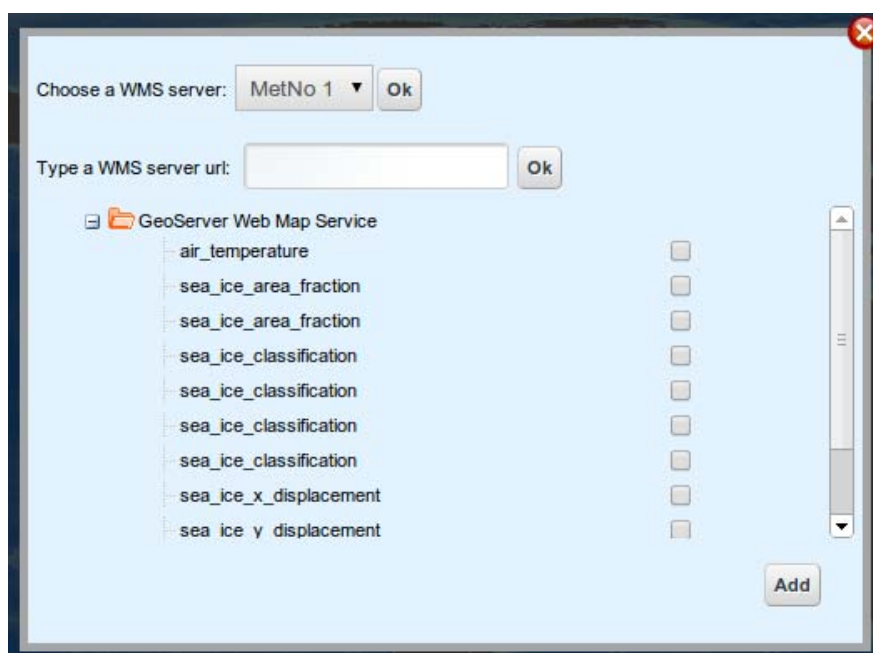 Choose a WMS server: MetNo 1 Ok
Type a WMS server url: Ok
GeoServer Web Map Service
air_temperature
sea_ice_area_fraction
sea_ice_area_fraction
sea_ice_classification
sea_ice_classification
sea_ice_classification
sea_ice_classification
sea_ice_x_displacement
sea_ice_y_displacement
Add